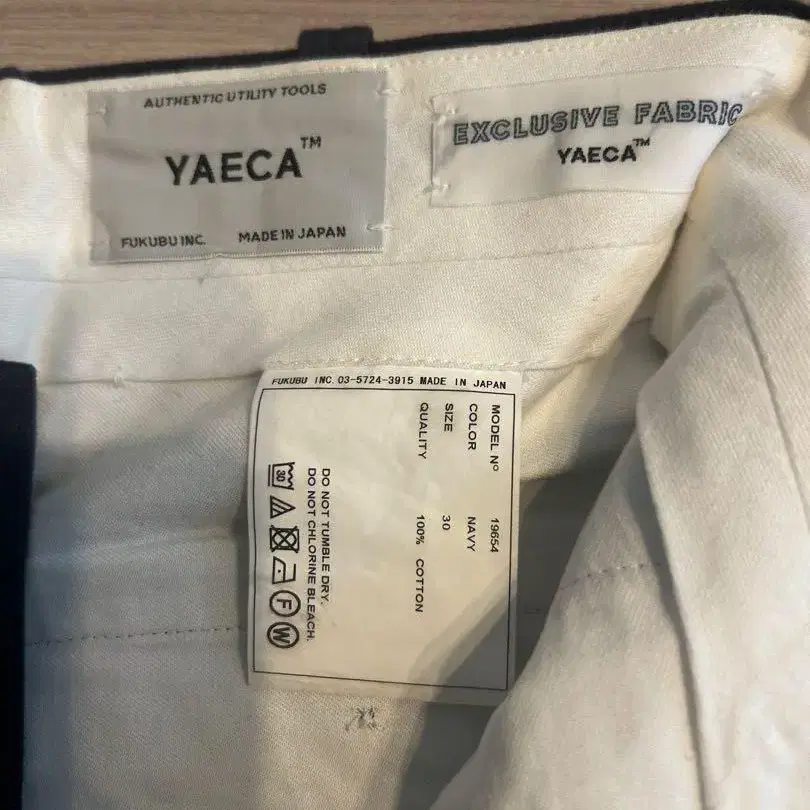 AUTHENTIC UTILITY TOOLS
YAECA™
FUKUBU INC. MADE IN JAPAN
EXCLUSIVE FABRIC
YAECA™
FUKUBU INC. 03-5724-3915 MADE IN JAPAN
MODEL Nº 19654
COLOR NAVY
SIZE 30
QUALITY 100% COTTON
DO NOT TUMBLE DRY.
DO NOT CHLORINE BLEACH.
30 F W